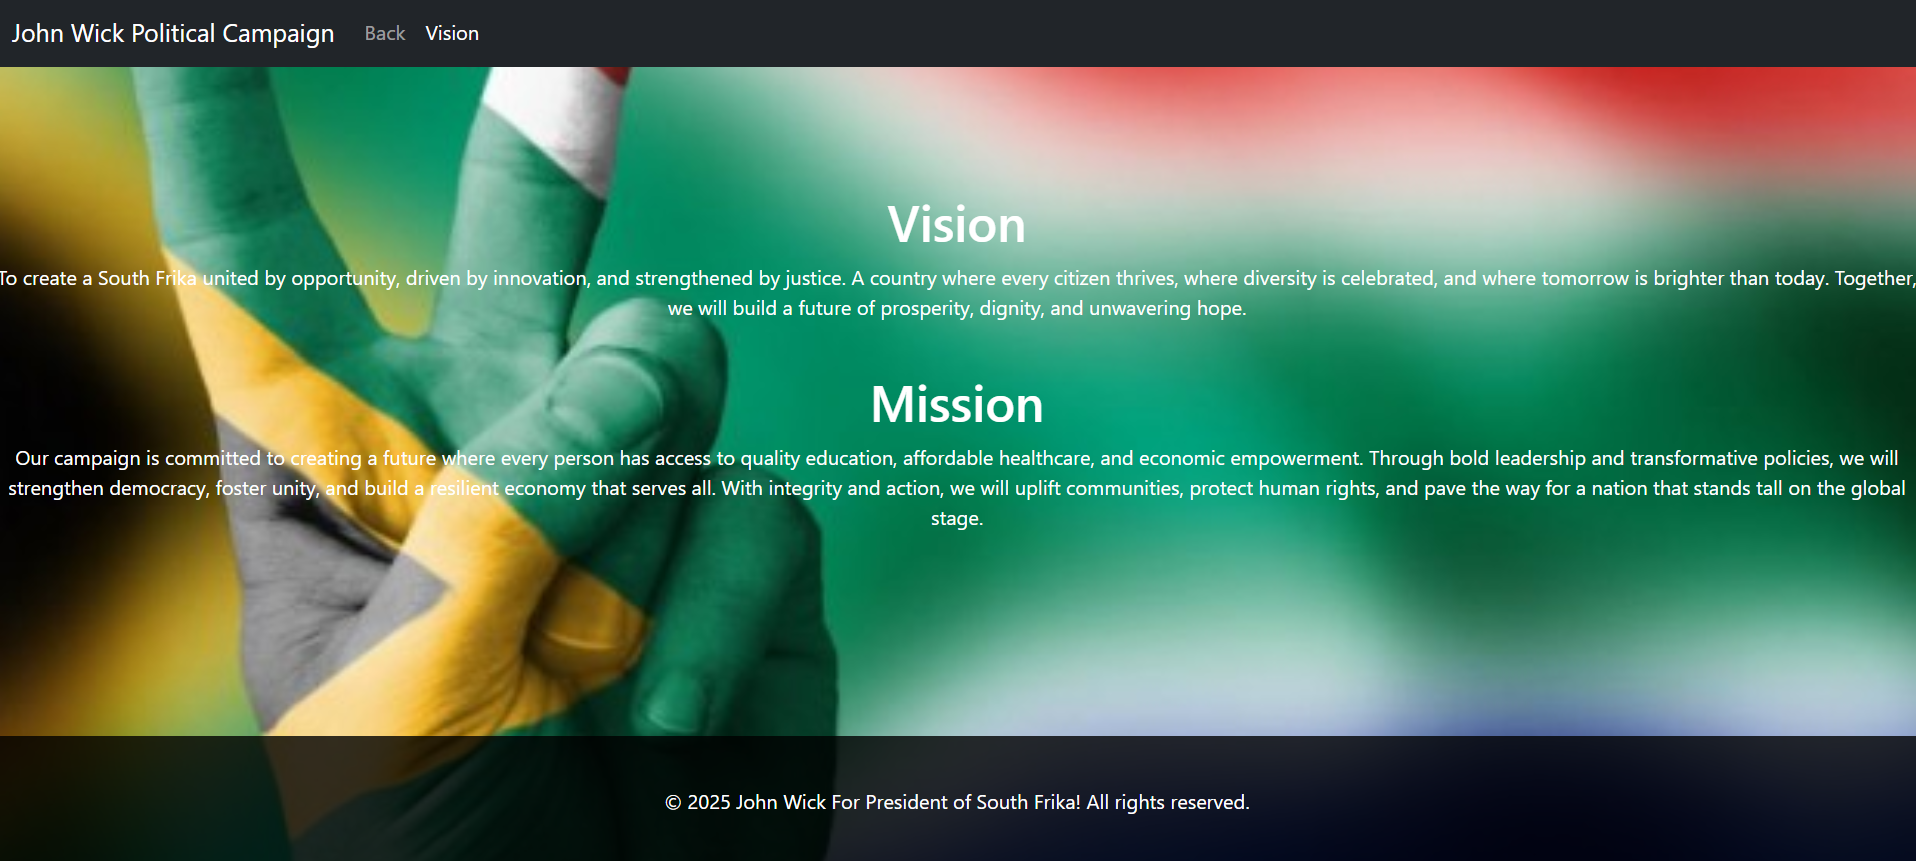 John Wick Political Campaign Back Vision
Vision
To create a South Frika united by opportunity, driven by innovation, and strengthened by justice. A country where every citizen thrives, where diversity is celebrated, and where tomorrow is brighter than today. Together,
we will build a future of prosperity, dignity, and unwavering hope.
Mission
Our campaign is committed to creating a future where every person has access to quality education, affordable healthcare, and economic empowerment. Through bold leadership and transformative policies, we will
strengthen democracy, foster unity, and build a resilient economy that serves all. With integrity and action, we will uplift communities, protect human rights, and pave the way for a nation that stands tall on the global
stage.
© 2025 John Wick For President of South Frika! All rights reserved.